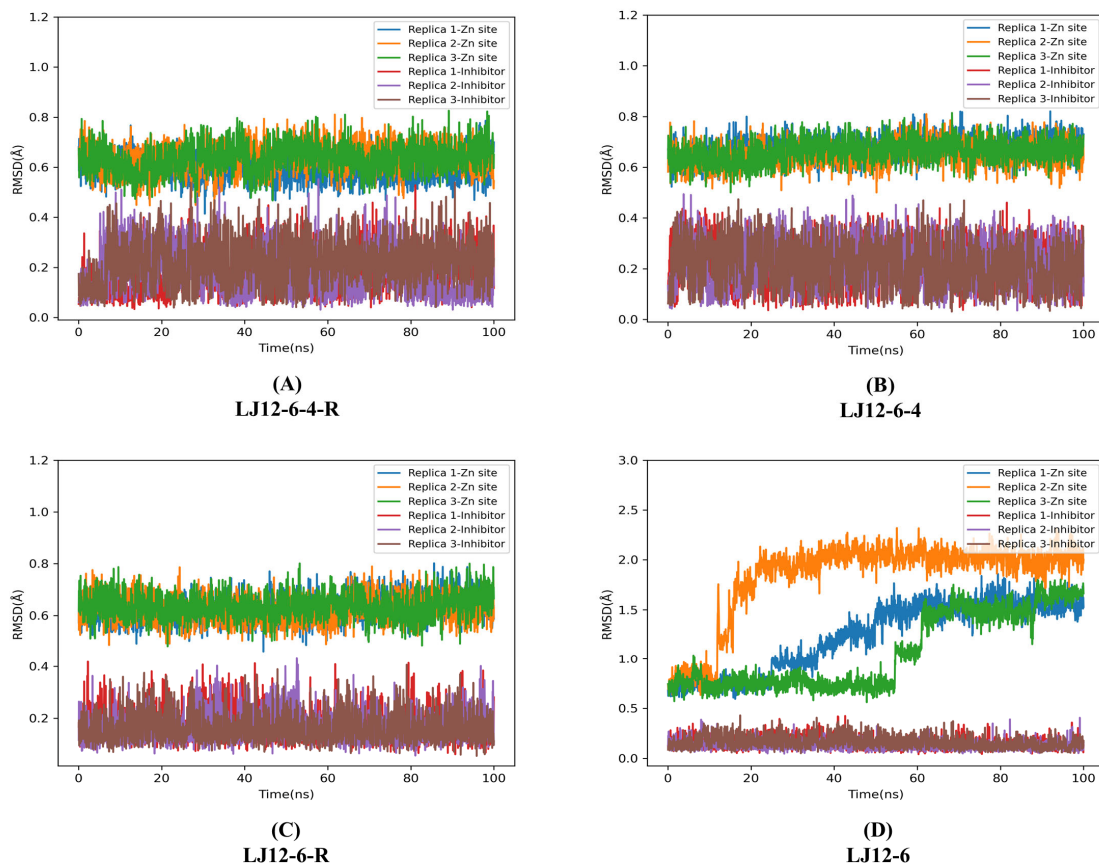 1.2
1.0
0.8
0.6
0.4
0.2
0.0
RMSD(Å)
0
20
40
60
80
100
Time(ns)
Replica 1-Zn site
Replica 2-Zn site
Replica 3-Zn site
Replica 1-Inhibitor
Replica 2-Inhibitor
Replica 3-Inhibitor
(A)
LJ12-6-4-R
1.2
1.0
0.8
0.6
0.4
0.2
0.0
RMSD(Å)
0
20
40
60
80
100
Time(ns)
Replica 1-Zn site
Replica 2-Zn site
Replica 3-Zn site
Replica 1-Inhibitor
Replica 2-Inhibitor
Replica 3-Inhibitor
(B)
LJ12-6-4
1.2
1.0
0.8
0.6
0.4
0.2
RMSD(Å)
0
20
40
60
80
100
Time(ns)
Replica 1-Zn site
Replica 2-Zn site
Replica 3-Zn site
Replica 1-Inhibitor
Replica 2-Inhibitor
Replica 3-Inhibitor
(C)
LJ12-6-R
3.0
2.5
2.0
1.5
1.0
0.5
0.0
RMSD(Å)
0
20
40
60
80
100
Time(ns)
Replica 1-Zn site
Replica 2-Zn site
Replica 3-Zn site
Replica 1-Inhibitor
Replica 2-Inhibitor
Replica 3-Inhibitor
(D)
LJ12-6